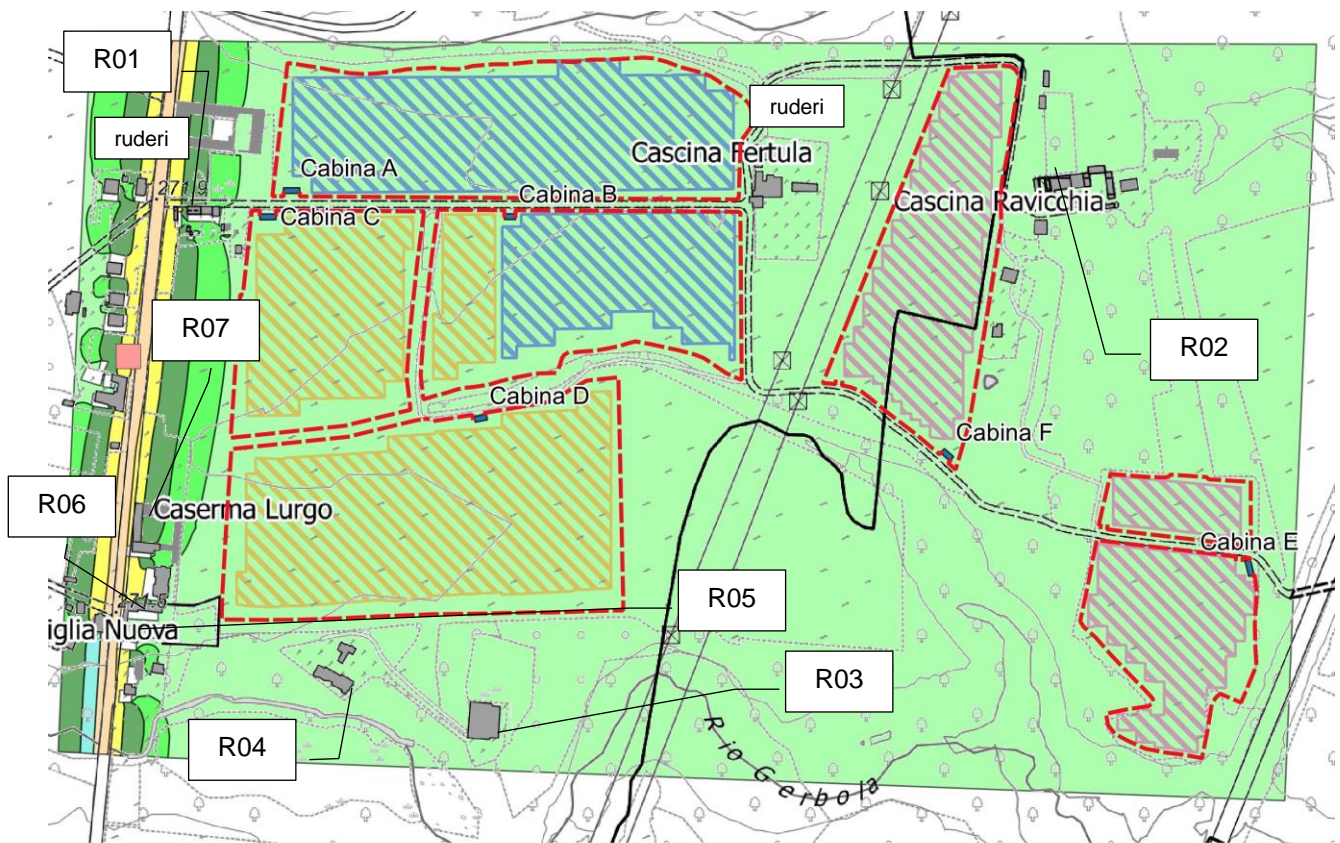 R01
ruderi
ruderi
Cascina Fertula
Cabina A
Cabina B
Cascina Ravicchia
Cabina C
R07
R02
Cabina D
Cabina F
R06
Caserma Lurgo
Cabina E
R05
iglia Nuova
R03
R04
Rio Gerbola